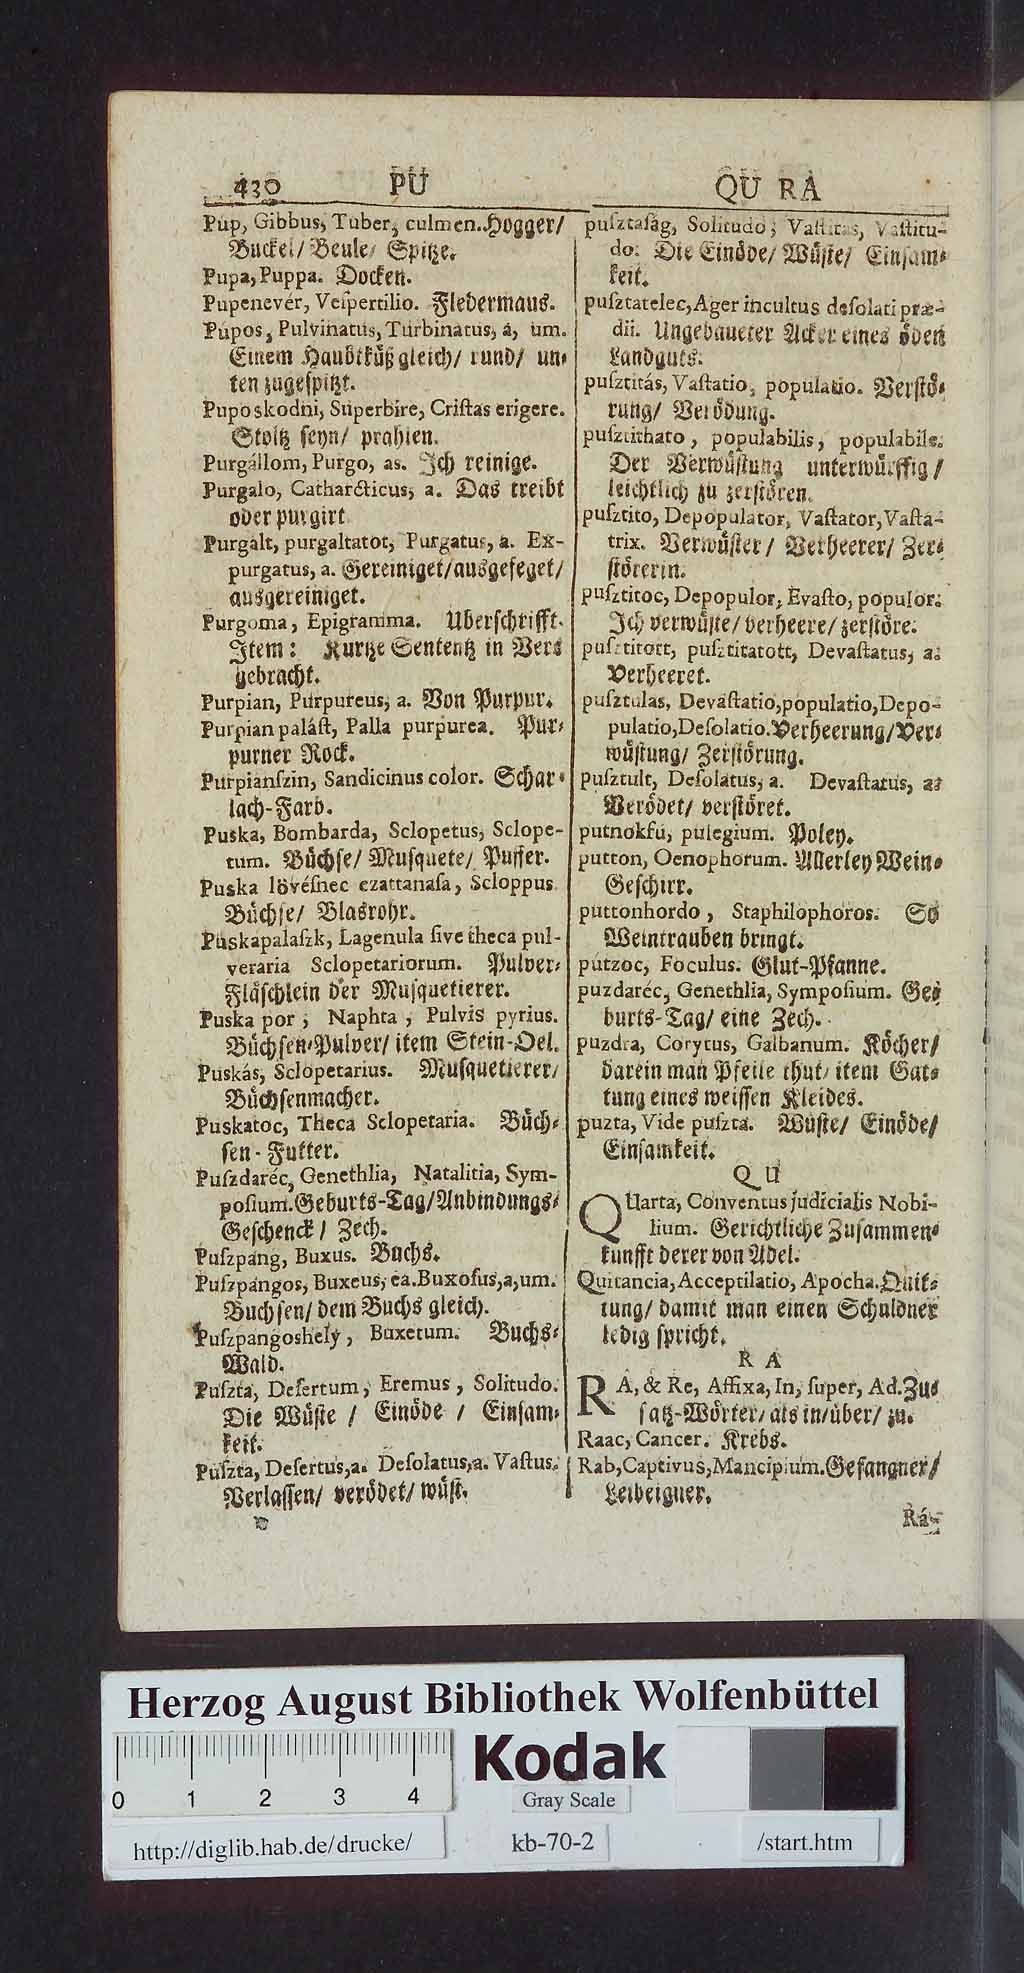 430 PU QU RA
Púp, Gibbus, Tuber, culmen. Hogger/
Buckel/ Beule/ Spitze.
Pupa, Puppa. Docken.
Pupenevér, Veſpertilio. Fledermaus.
Púpos, Pulvinatus, Turbinatus, a, um.
Einem Haubtküß gleich/ rund/ un-
ten zugeſpitzt.
Puposkodni, Superbire, Criſtas erigere.
Stoltz ſeyn/ prahlen.
Purgállom, Purgo, as. Ich reinige.
Purgalo, Catharcticus, a. Das treibt
oder purgirt
Purgált, purgaltatot, Purgatus, a. Ex-
purgatus, a. Gereiniget/ausgefeget/
ausgereiniget.
Purgoma, Epigramma. Uberſchrifft.
Item: Kurtze Sententz in Vers
gebracht.
Purpian, Purpureus, a. Von Purpur.
Purpian paláſt, Palla purpurea. Pur-
purner Rock.
Purpianſzin, Sandicinus color. Schar-
lach-Farb.
Puska, Bombarda, Sclopetus, Sclope-
tum. Büchſe/ Muſquete/ Puffer.
Puska lövéſnec ezattanaſa, Scloppus.
Büchſe/ Blasrohr.
Puskapalaſzk, Lagenula ſive theca pul-
veraria Sclopetariorum. Pulver-
Fläſchlein der Muſquetierer.
Puska por, Naphta, Pulvis pyrius.
Büchſen-Pulver/ item Stein-Oel.
Puskás, Sclopetarius. Muſquetierer/
Büchſenmacher.
Puskatoc, Theca Sclopetaria. Büch-
ſen-Futter.
Puſzdaréc, Genethlia, Natalitia, Sym-
poſium. Geburts-Tag/Anbindungs-
Geſchenck/ Zech.
Puſzpang, Buxus. Buchs.
Puſzpangos, Buxeus, ea. Buxoſus,a,um.
Buchſen/ dem Buchs gleich.
Puſzpangoshely, Buxetum. Buchs-
Wald.
Puſzta, Deſertum, Eremus, Solitudo.
Die Wüſte / Einöde / Einſam-
keit.
Puſzta, Deſertus,a. Deſolatus,a. Vaſtus.
Verlaſſen/ verödet/ wüſt.
puſztaſág, Solitudo, Vaſtitas, Vaſtitu-
do. Die Einöde/ Wüſte/ Einſam-
keit.
puſztatelec, Ager incultus deſolati præ-
dii. Ungebaueter Acker eines öden
Landguts.
puſztitás, Vaſtatio, populatio. Verſtö-
rung/ Verödung.
puſztithato, populabilis, populabile.
Der Verwüſtung unterwürffig/
leichtlich zu zerſtören.
puſztito, Depopulator, Vaſtator, Vaſta-
trix. Verwüſter/ Verheerer/ Zer-
ſtörerin.
puſztitoc, Depopulor, Evaſto, populor.
Ich verwüſte/ verheere/ zerſtöre.
puſztitott, puſztitatott, Devaſtatus, a.
Verheeret.
puſztulas, Devaſtatio, populatio, Depo-
pulatio, Deſolatio. Verheerung/Ver-
wüſtung/ Zerſtörung.
puſztult, Deſolatus, a. Devaſtatus, a.
Verödet/ verſtöret.
putnokfü, pulegium. Poley.
putton, Oenophorum. Allerley Wein-
Geſchirr.
puttonhordo, Staphilophoros. So
Weintrauben bringt.
pútzoc, Foculus. Glut-Pfanne.
puzdaréc, Genethlia, Sympoſium. Ge-
burts-Tag/ eine Zech.
puzdra, Corytus, Galbanum. Köcher/
darein man Pfeile thut/ item Gat-
tung eines weiſſen Kleides.
puzta, Vide puſzta. Wüſte/ Einöde/
Einſamkeit.
QU
QUarta, Conventus judicialis Nobi-
lium. Gerichtliche Zuſammen-
kunfft derer von Adel.
Quitancia, Acceptilatio, Apocha. Quit-
tung/ damit man einen Schuldner
ledig ſpricht.
RA
RA, & Re, Affixa, In, ſuper, Ad. Zu-
ſatz-Wörter/ als in/über/ zu.
Raac, Cancer. Krebs.
Rab, Captivus, Mancipium. Gefangner/
Leibeigner.
Rá-
Herzog August Bibliothek Wolfenbüttel
Kodak
0 1 2 3 4
Gray Scale
http://diglib.hab.de/drucke/ kb-70-2 /start.htm